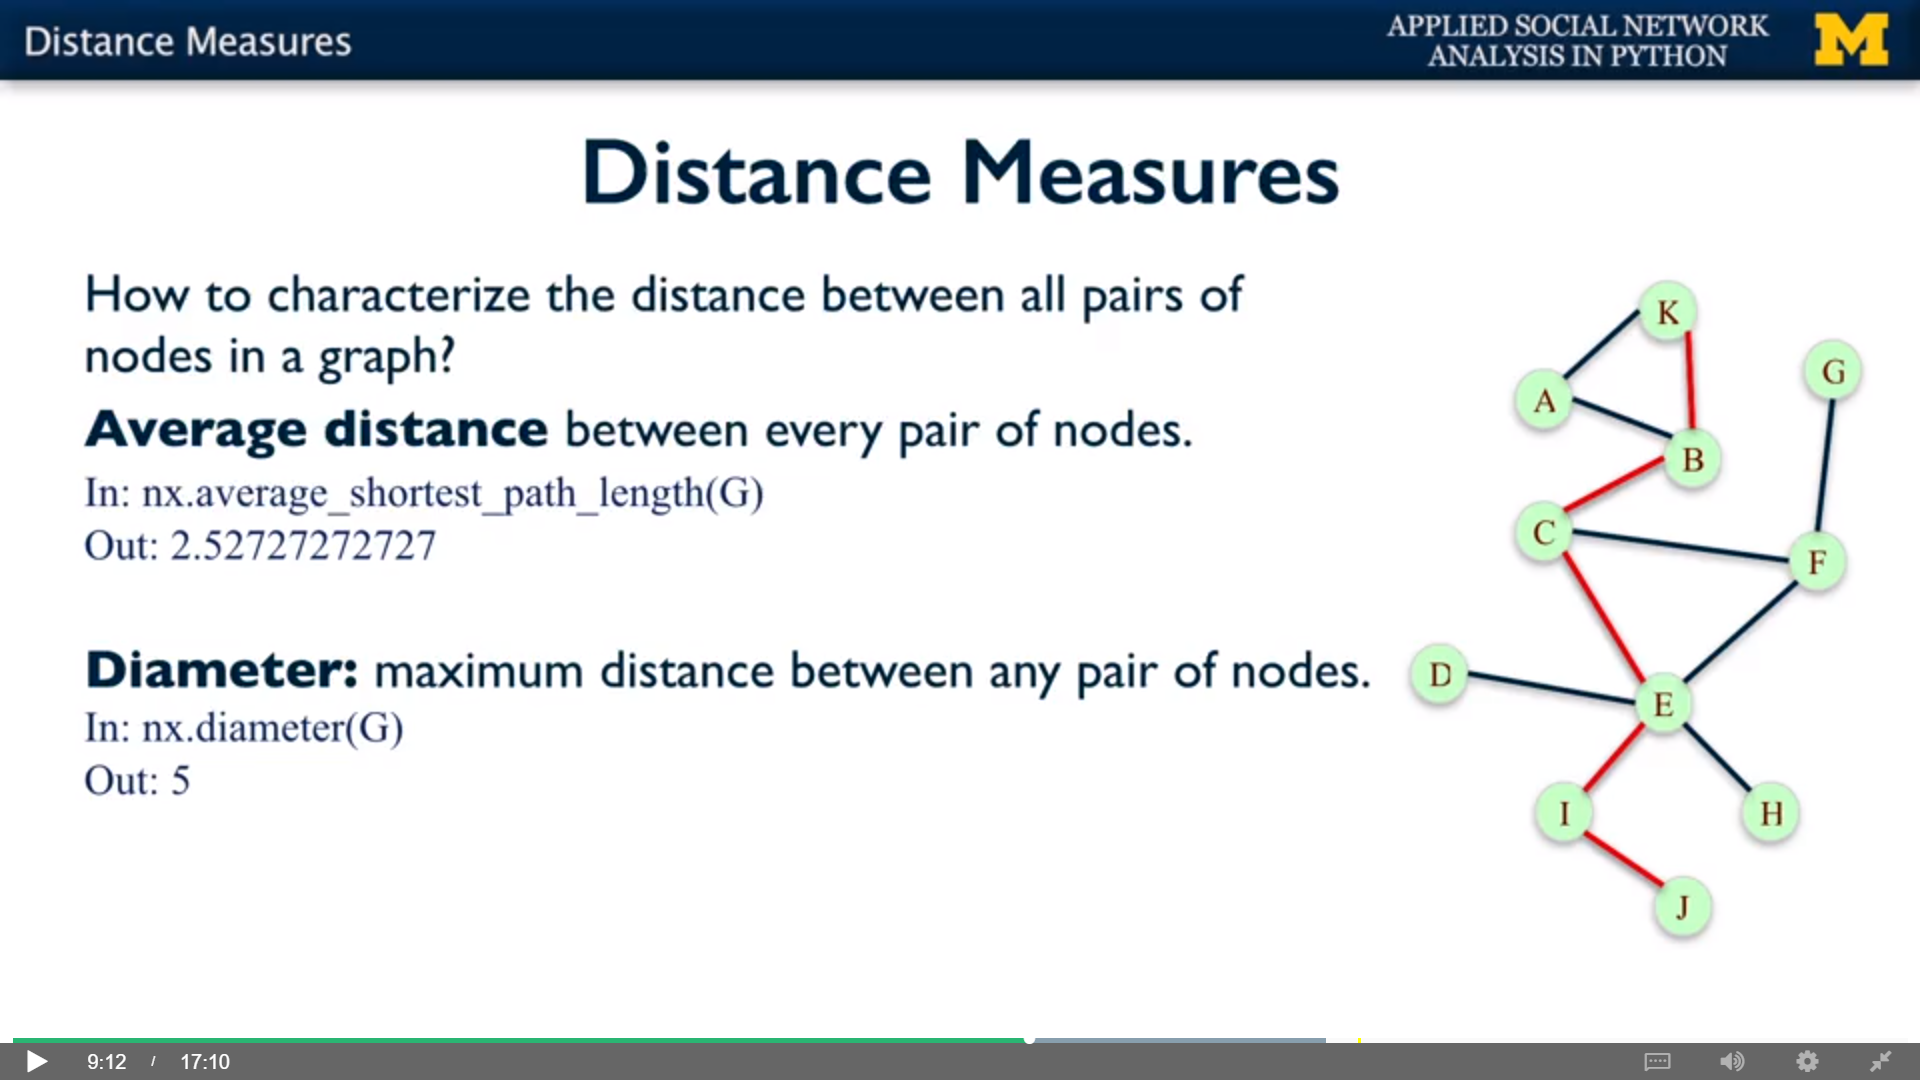 Distance Measures
APPLIED SOCIAL NETWORK
ANALYSIS IN PYTHON
M
Distance Measures
How to characterize the distance between all pairs of
nodes in a graph?
Average distance between every pair of nodes.
In: nx.average_shortest_path_length(G)
Out: 2.52727272727
Diameter: maximum distance between any pair of nodes.
In: nx.diameter(G)
Out: 5
K
G
A
B
C
F
D
E
I
H
J
9:12 / 17:10